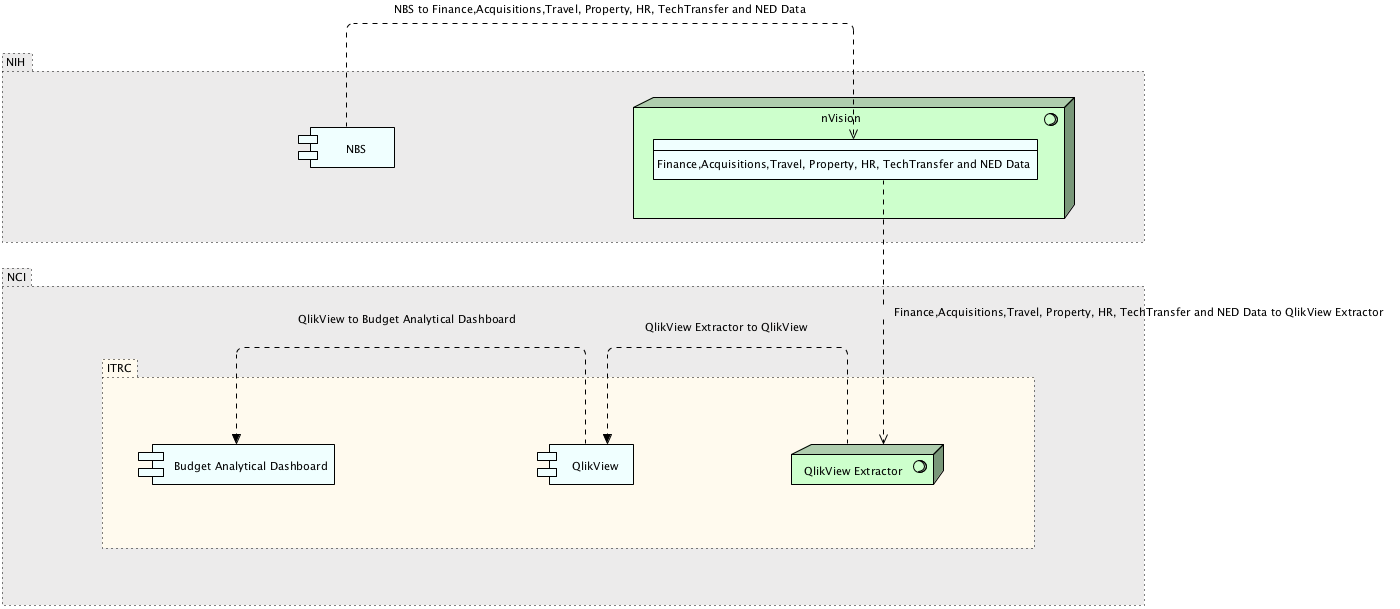 NBS to Finance,Acquisitions,Travel, Property, HR, TechTransfer and NED Data
NIH
nVision
NBS
Finance,Acquisitions,Travel, Property, HR, TechTransfer and NED Data
NCI
Finance,Acquisitions,Travel, Property, HR, TechTransfer and NED Data to QlikView Extractor
QlikView to Budget Analytical Dashboard
QlikView Extractor to QlikView
ITRC
Budget Analytical Dashboard
QlikView
QlikView Extractor